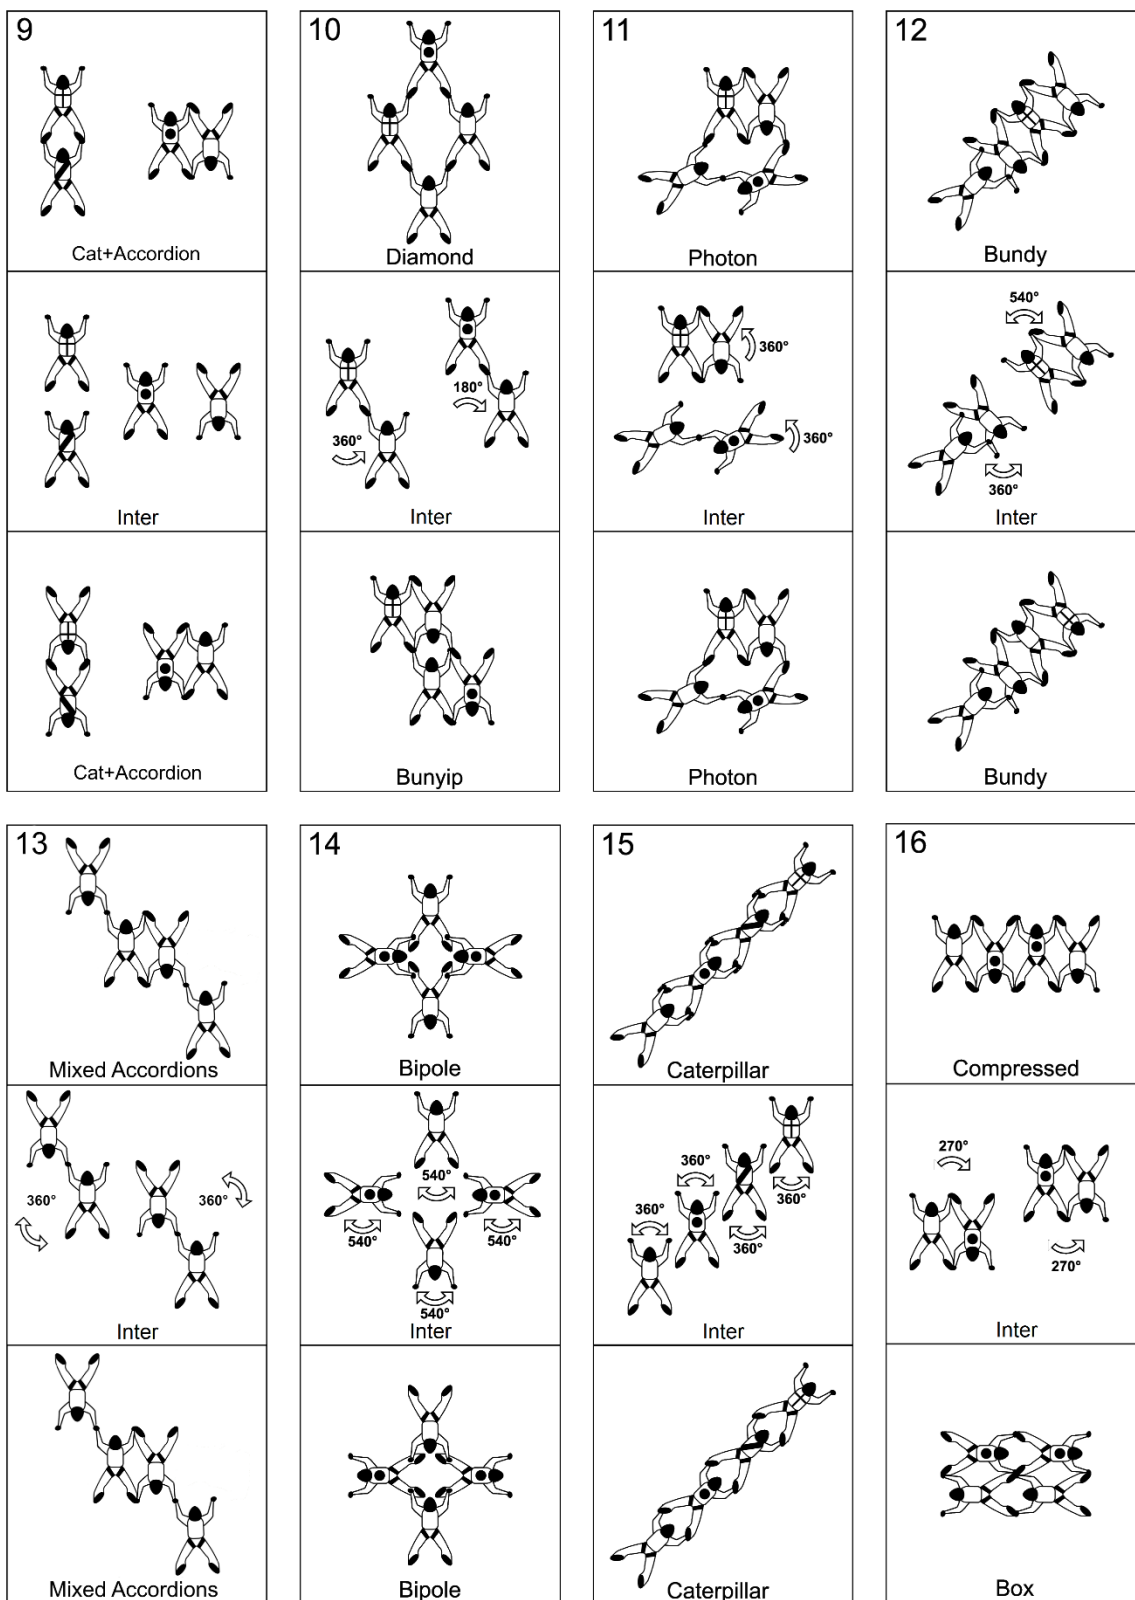 9
Cat+Accordion
Inter
Cat+Accordion
10
Diamond
180°
360°
Inter
Bunyip
11
Photon
360°
360°
Inter
Photon
12
Bundy
540°
360°
Inter
Bundy
13
Mixed Accordions
360°
360°
Inter
Mixed Accordions
14
Bipole
540°
540°
540°
540°
Inter
Bipole
15
Caterpillar
360°
360°
360°
360°
Inter
Caterpillar
16
Compressed
270°
270°
Inter
Box